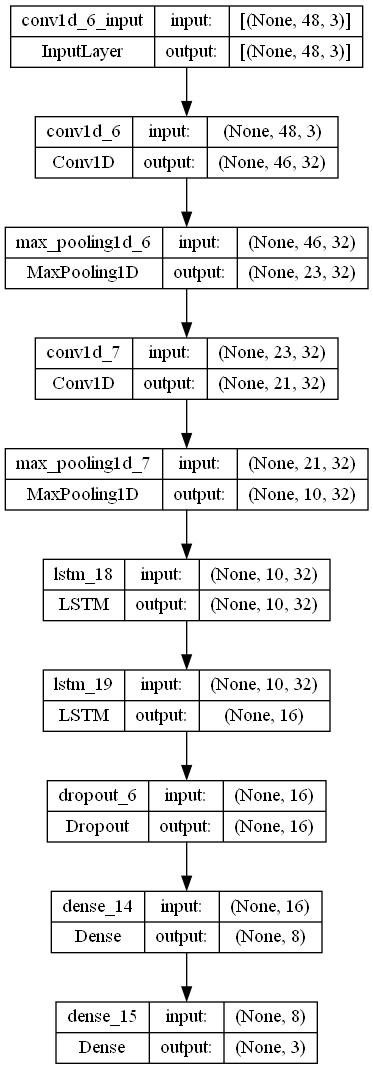 conv1d_6_input input: [(None, 48, 3)]
InputLayer output: [(None, 48, 3)]
conv1d_6 input: (None, 48, 3)
Conv1D output: (None, 46, 32)
max_pooling1d_6 input: (None, 46, 32)
MaxPooling1D output: (None, 23, 32)
conv1d_7 input: (None, 23, 32)
Conv1D output: (None, 21, 32)
max_pooling1d_7 input: (None, 21, 32)
MaxPooling1D output: (None, 10, 32)
lstm_18 input: (None, 10, 32)
LSTM output: (None, 10, 32)
lstm_19 input: (None, 10, 32)
LSTM output: (None, 16)
dropout_6 input: (None, 16)
Dropout output: (None, 16)
dense_14 input: (None, 16)
Dense output: (None, 8)
dense_15 input: (None, 8)
Dense output: (None, 3)